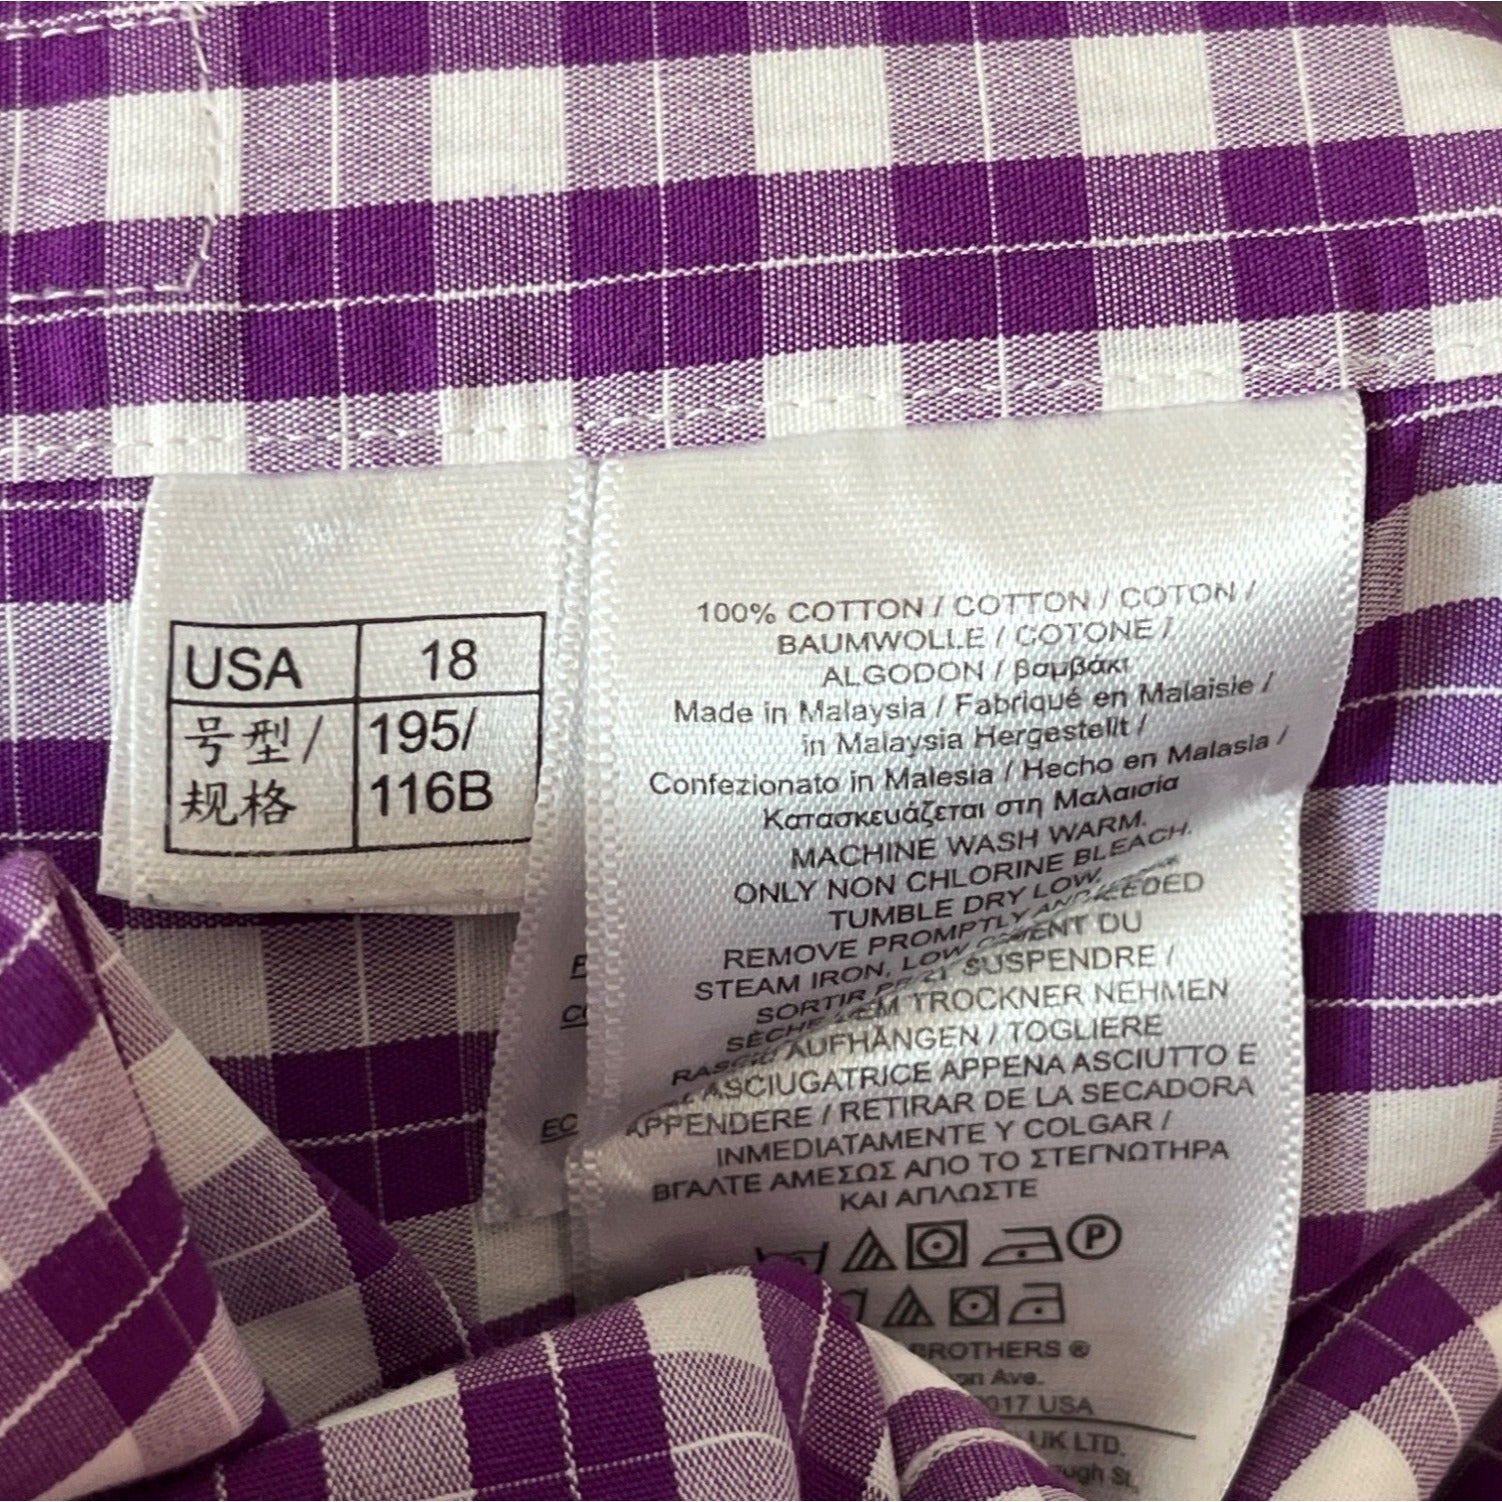 USA 18
号型/ 195/
规格 116B
100% COTTON / COTTON / COTON /
BAUMWOLLE / COTONE /
ALGODON / βαμβάκι
Made in Malaysia / Fabriqué en Malaisie /
in Malaysia Hergestellt /
Confezionato in Malesia / Hecho en Malasia /
Κατασκευάζεται στη Μαλαισία
MACHINE WASH WARM.
ONLY NON CHLORINE BLEACH.
TUMBLE DRY LOW.
REMOVE PROMPTLY AND
STEAM IRON, LOW
SORTIR
SUSPENDRE /
TROCKNER NEHMEN
AUFHÄNGEN / TOGLIERE
ASCIUGATRICE APPENA ASCIUTTO E
APPENDERE / RETIRAR DE LA SECADORA
INMEDIATAMENTE Y COLGAR /
ΒΓΑΛΤΕ ΑΜΕΣΩΣ ΑΠΟ ΤΟ ΣΤΕΓΝΩΤΗΡΑ
ΚΑΙ ΑΠΛΩΣΤΕ
P
BROTHERS ®
Ave.
USA
UK LTD.
St.
EC